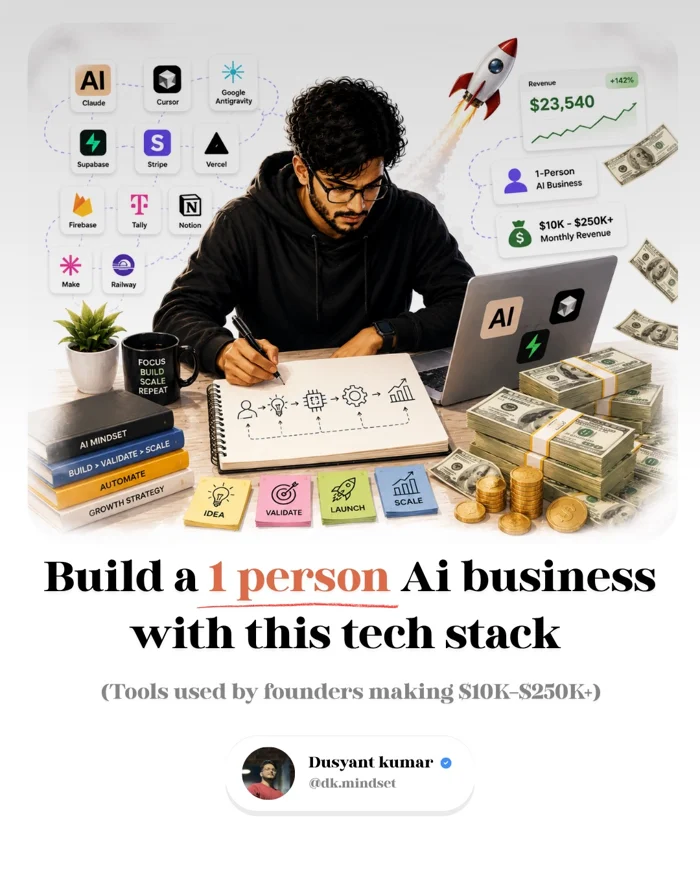 AI
Claude
Cursor
Google
Antigravity
Supabase
S
Stripe
Vercel
Firebase
T
Tally
N
Notion
Make
Railway
Revenue
+142%
$23,540
1-Person
AI Business
$
$10K - $250K+
Monthly Revenue
AI
FOCUS
BUILD
SCALE
REPEAT
AI MINDSET
BUILD > VALIDATE > SCALE
AUTOMATE
GROWTH STRATEGY
IDEA
VALIDATE
LAUNCH
SCALE
Build a 1 person Ai business
with this tech stack
(Tools used by founders making $10K–$250K+)
Dusyant kumar
@dk.mindset